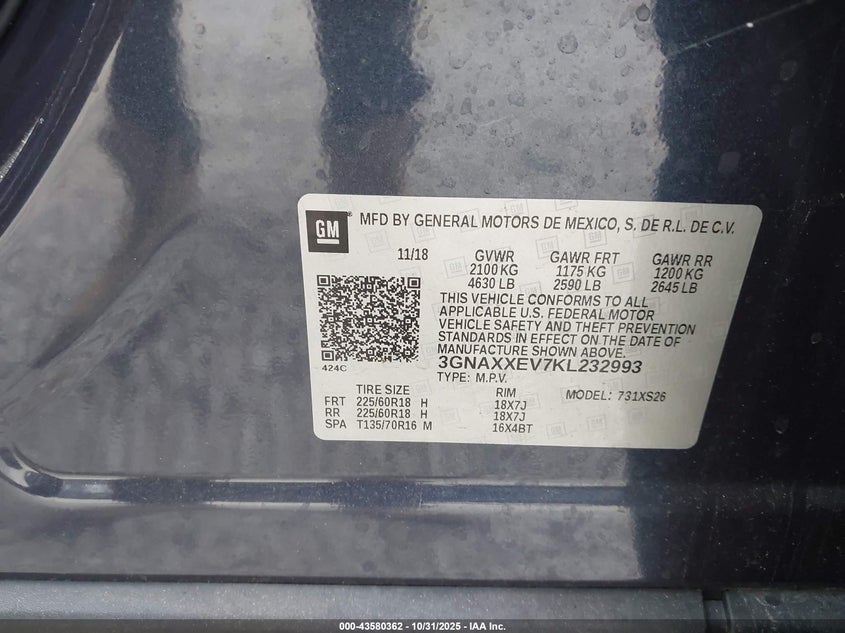 GM
MFD BY GENERAL MOTORS DE MEXICO, S. DE R.L. DE C.V.
11/18 GVWR GAWR FRT GAWR RR
2100 KG 1175 KG 1200 KG
4630 LB 2590 LB 2645 LB
THIS VEHICLE CONFORMS TO ALL
APPLICABLE U.S. FEDERAL MOTOR
VEHICLE SAFETY AND THEFT PREVENTION
STANDARDS IN EFFECT ON THE DATE OF
MANUFACTURE SHOWN ABOVE.
424C
3GNAXXEV7KL232993
TYPE: M.P.V.
TIRE SIZE RIM MODEL: 731XS26
FRT 225/60R18 H 18X7J
RR 225/60R18 H 18X7J
SPA T135/70R16 M 16X4BT
000-43580362 - 10/31/2025 - IAA Inc.